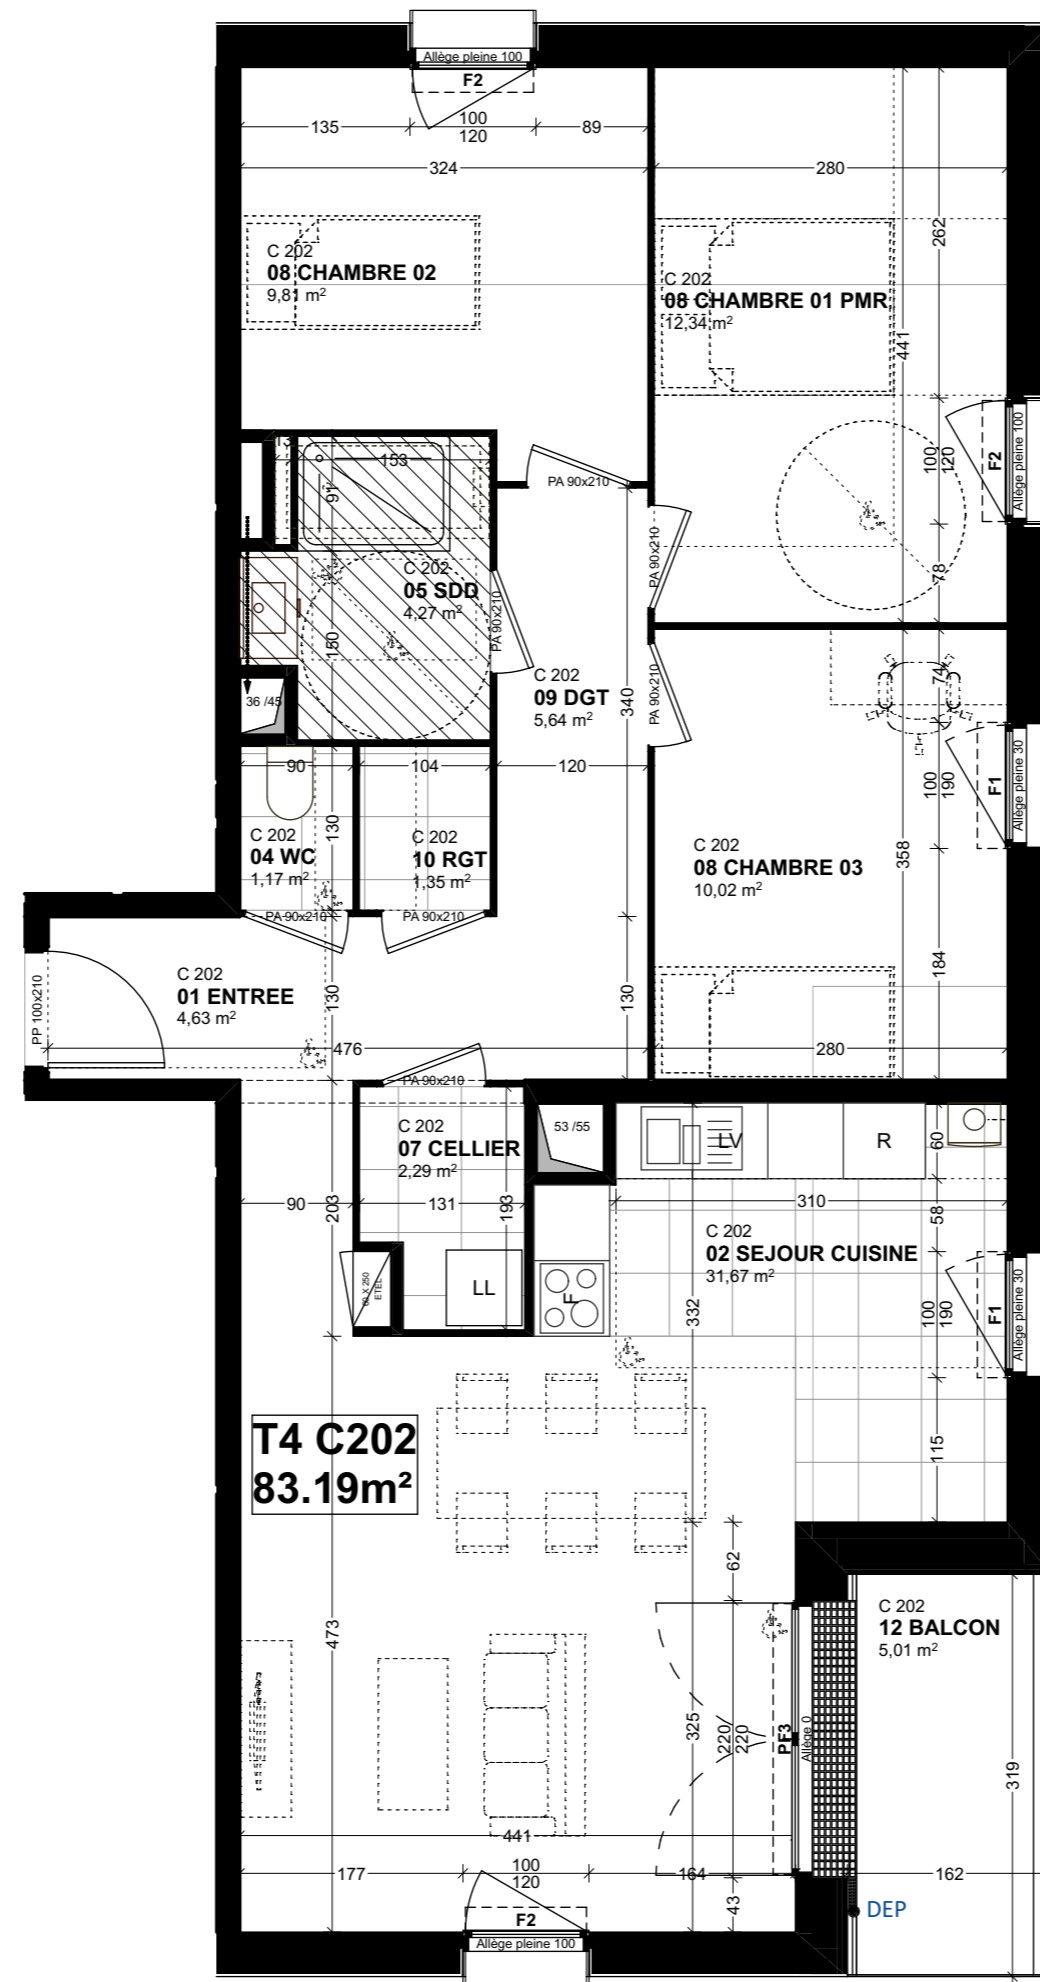 Allège pleine 100
F2
135
100
120
89
324
280
262
C 202
08 CHAMBRE 02
9,81 m²
C 202
08 CHAMBRE 01 PMR
12,34 m²
441
100
120
F2
Allège pleine 100
13
153
91
PA 90x210
PA 90x210
78
C 202
05 SDD
4,27 m²
PA 90x210
150
36 /45
C 202
09 DGT
5,64 m²
340
PA 90x210
74
100
190
F1
Allège pleine 30
90
104
120
130
C 202
04 WC
1,17 m²
C 202
10 RGT
1,35 m²
C 202
08 CHAMBRE 03
10,02 m²
358
PA 90x210
PA 90x210
184
PP 100x210
C 202
01 ENTREE
4,63 m²
130
130
476
280
PA 90x210
C 202
07 CELLIER
2,29 m²
53 /55
LV
R
60
90
203
131
193
310
58
C 202
02 SEJOUR CUISINE
31,67 m²
60 X 250
ETEL
LL
F
332
100
190
F1
Allège pleine 30
T4 C202
83.19m²
115
62
473
C 202
12 BALCON
5,01 m²
325
220
220
PF3
Allège 0
319
441
177
100
120
164
43
162
DEP
F2
Allège pleine 100